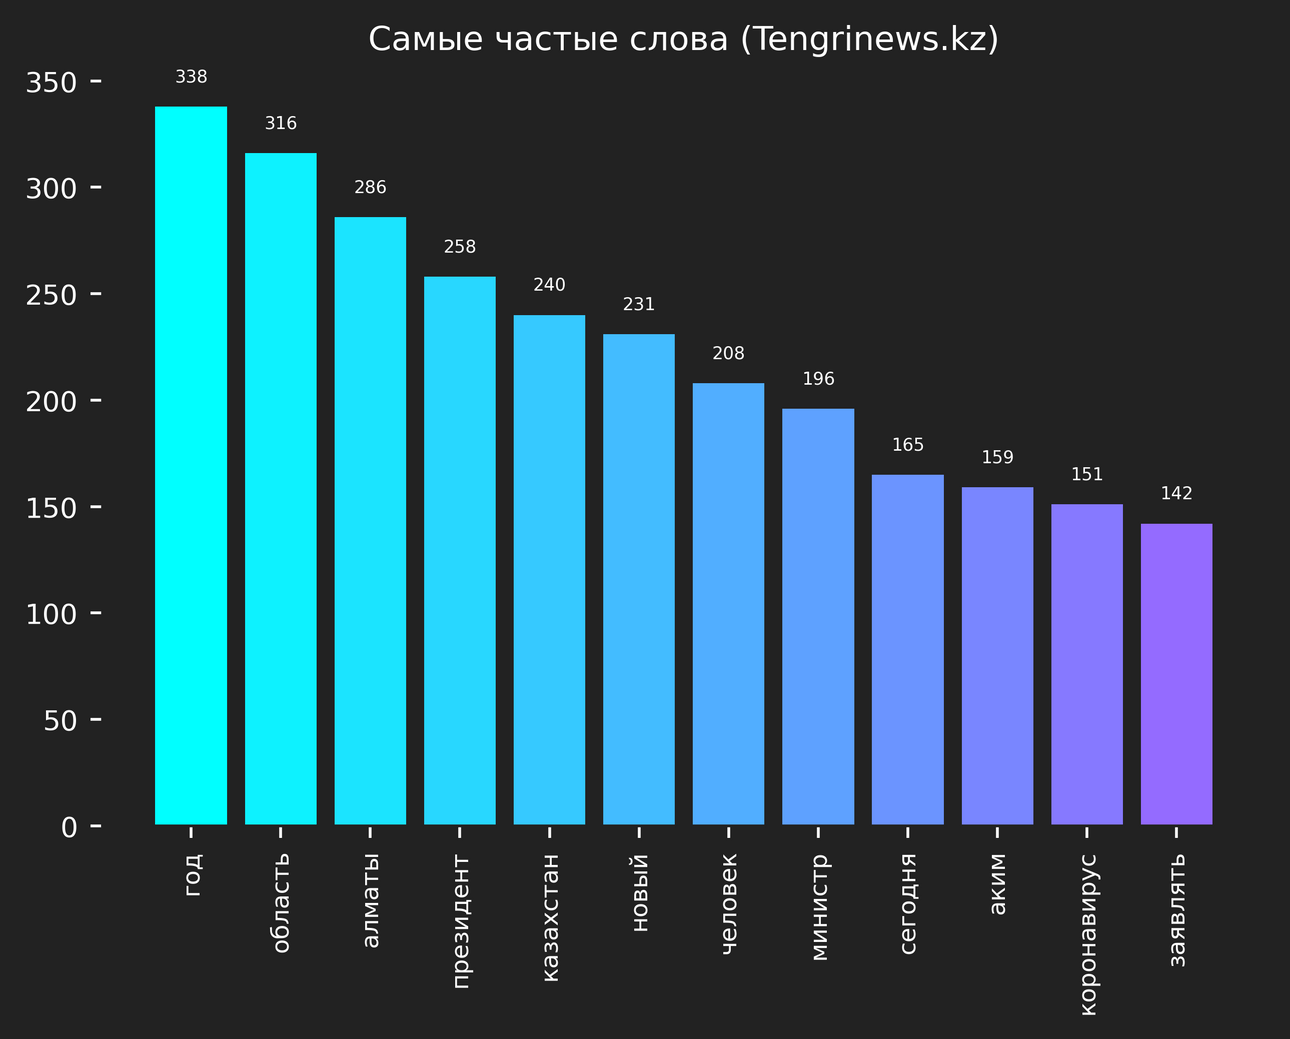 Самые частые слова (Tengrinews.kz)
350
300
250
200
150
100
50
0
338
316
286
258
240
231
208
196
165
159
151
142
год
область
алматы
президент
казахстан
новый
человек
министр
сегодня
аким
коронавирус
заявлять